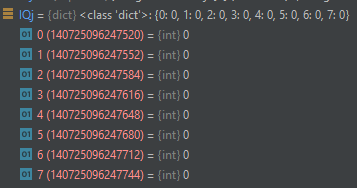 IQj = {dict} <class 'dict'>: {0: 0, 1: 0, 2: 0, 3: 0, 4: 0, 5: 0, 6: 0, 7: 0}
01 0 (140725096247520) = {int} 0
01 1 (140725096247552) = {int} 0
01 2 (140725096247584) = {int} 0
01 3 (140725096247616) = {int} 0
01 4 (140725096247648) = {int} 0
01 5 (140725096247680) = {int} 0
01 6 (140725096247712) = {int} 0
01 7 (140725096247744) = {int} 0